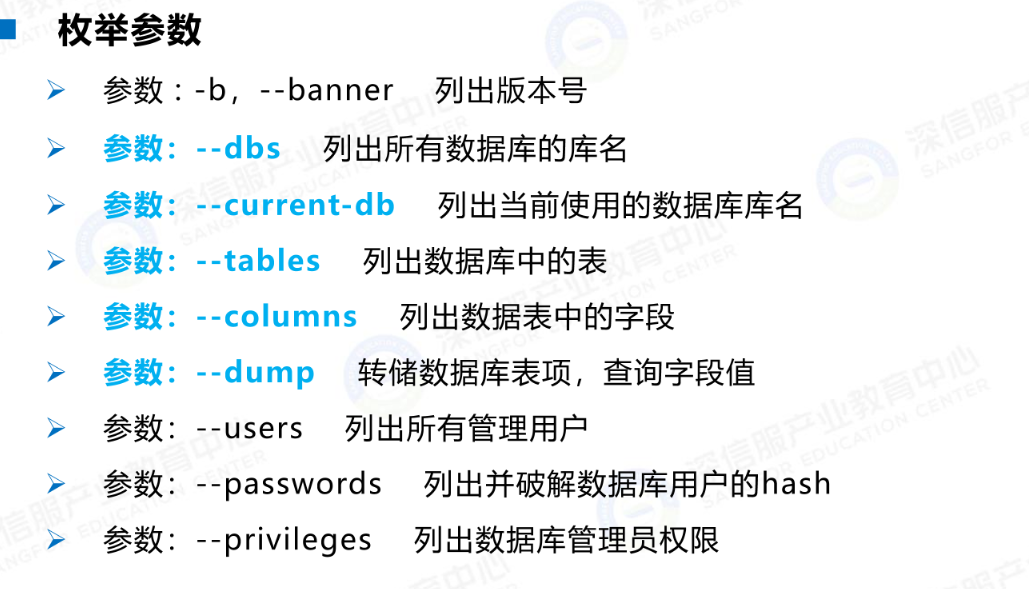 枚举参数
参数：-b，--banner 列出版本号
参数：--dbs 列出所有数据库的库名
参数：--current-db 列出当前使用的数据库库名
参数：--tables 列出数据库中的表
参数：--columns 列出数据表中的字段
参数：--dump 转储数据库表项，查询字段值
参数：--users 列出所有管理用户
参数：--passwords 列出并破解数据库用户的hash
参数：--privileges 列出数据库管理员权限
深信服产业教育中心
SANGFOR EDUCATION CENTER